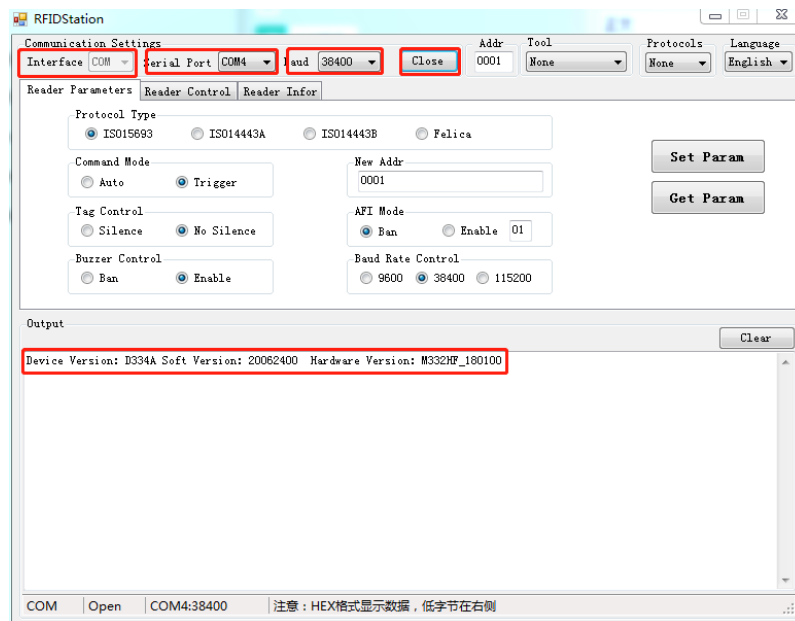 RFIDStation
Communication Settings Addr Tool Protocols Language
Interface COM Serial Port COM4 Baud 38400 Close 0001 None None English
Reader Parameters Reader Control Reader Infor
Protocol Type
ISO15693 ISO14443A ISO14443B Felica
Set Param
Command Mode New Addr
Auto Trigger 0001
Get Param
Tag Control AFI Mode
Silence No Silence Ban Enable 01
Buzzer Control Baud Rate Control
Ban Enable 9600 38400 115200
Output
Clear
Device Version: D334A Soft Version: 20062400 Hardware Version: M332HF_180100
COM Open COM4:38400 注意：HEX格式显示数据，低字节在右侧